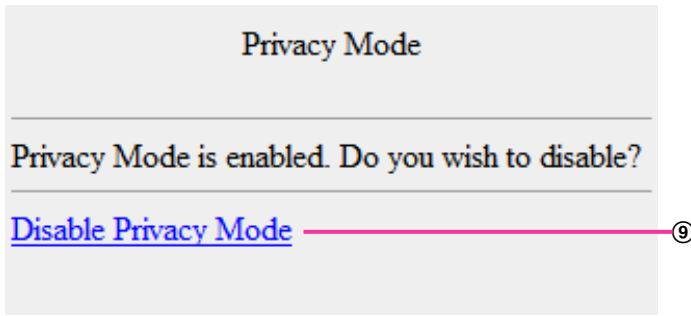 Privacy Mode
Privacy Mode is enabled. Do you wish to disable?
Disable Privacy Mode ⑨